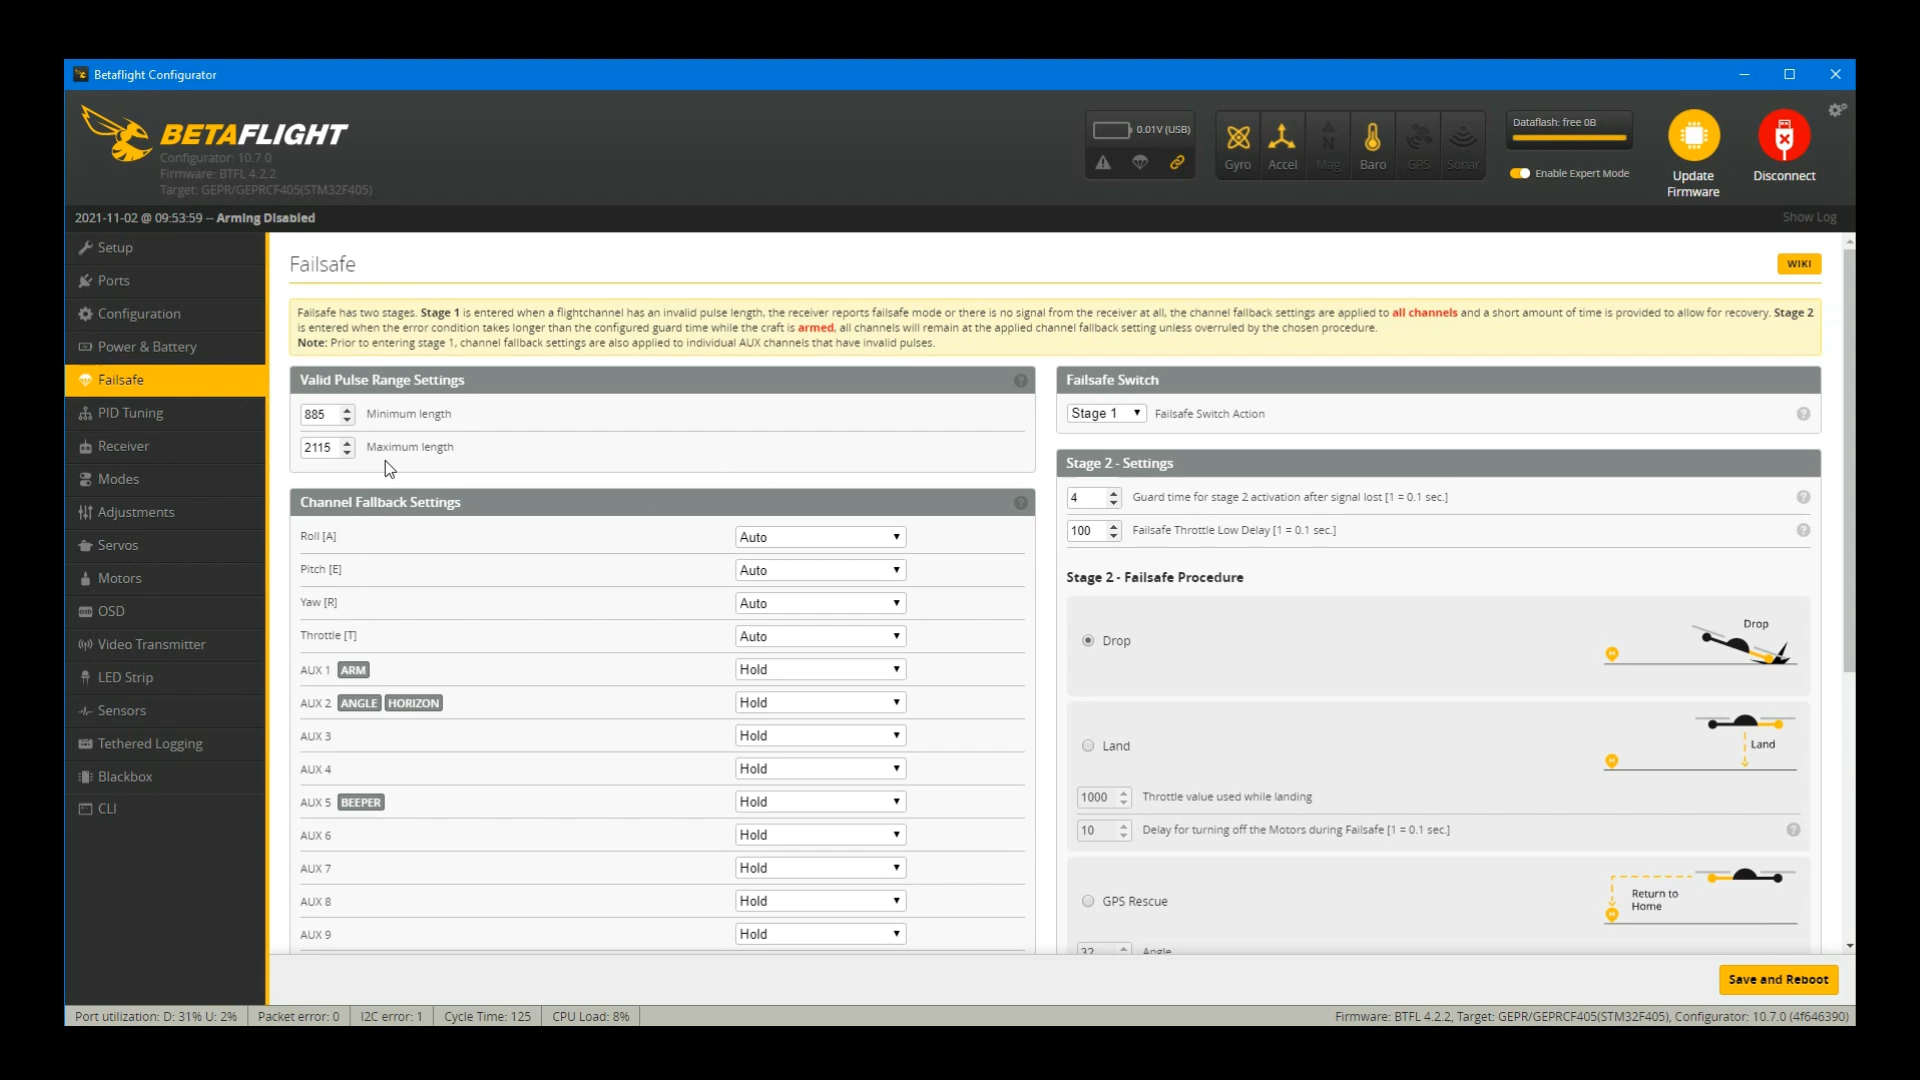 Betaflight Configurator
BETAFLIGHT
Configurator: 10.7.0
Firmware: BTFL 4.2.2
Target: GEPR/GEPRCF405(STM32F405)
0.01V (USB)
Gyro
Accel
Mag
Baro
GPS
Sonar
Dataflash: free 0B
Enable Expert Mode
Update
Firmware
Disconnect
2021-11-02 @ 09:53:59 -- Arming Disabled
Show Log
Setup
Ports
Configuration
Power & Battery
Failsafe
PID Tuning
Receiver
Modes
Adjustments
Servos
Motors
OSD
Video Transmitter
LED Strip
Sensors
Tethered Logging
Blackbox
CLI
Failsafe
WIKI
Failsafe has two stages. Stage 1 is entered when a flightchannel has an invalid pulse length, the receiver reports failsafe mode or there is no signal from the receiver at all, the channel fallback settings are applied to all channels and a short amount of time is provided to allow for recovery. Stage 2
is entered when the error condition takes longer than the configured guard time while the craft is armed, all channels will remain at the applied channel fallback setting unless overruled by the chosen procedure.
Note: Prior to entering stage 1, channel fallback settings are also applied to individual AUX channels that have invalid pulses.
Valid Pulse Range Settings
885 Minimum length
2115 Maximum length
Channel Fallback Settings
Roll [A] Auto
Pitch [E] Auto
Yaw [R] Auto
Throttle [T] Auto
AUX 1 ARM Hold
AUX 2 ANGLE HORIZON Hold
AUX 3 Hold
AUX 4 Hold
AUX 5 BEEPER Hold
AUX 6 Hold
AUX 7 Hold
AUX 8 Hold
AUX 9 Hold
Failsafe Switch
Stage 1 Failsafe Switch Action
Stage 2 - Settings
4 Guard time for stage 2 activation after signal lost [1 = 0.1 sec.]
100 Failsafe Throttle Low Delay [1 = 0.1 sec.]
Stage 2 - Failsafe Procedure
Drop
Drop
Land
Land
1000 Throttle value used while landing
10 Delay for turning off the Motors during Failsafe [1 = 0.1 sec.]
GPS Rescue
Return to
Home
32 Angle
Save and Reboot
Port utilization: D: 31% U: 2%
Packet error: 0
I2C error: 1
Cycle Time: 125
CPU Load: 8%
Firmware: BTFL 4.2.2, Target: GEPR/GEPRCF405(STM32F405), Configurator: 10.7.0 (4f646390)